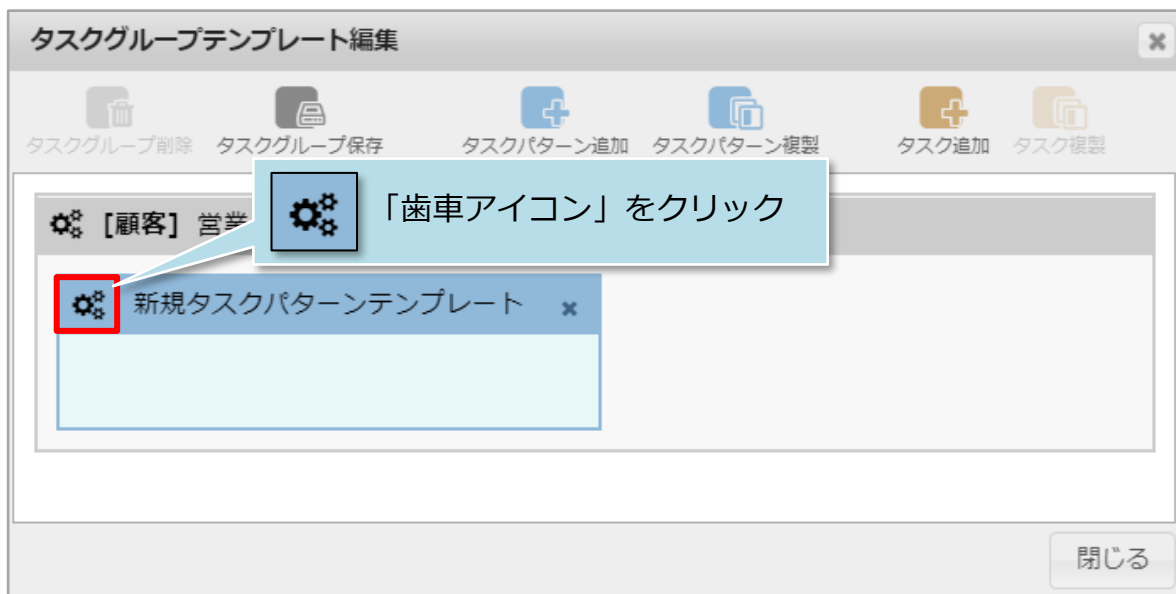 タスクグループテンプレート編集
タスクグループ削除 タスクグループ保存 タスクパターン追加 タスクパターン複製 タスク追加 タスク複製
「歯車アイコン」をクリック
[顧客] 営業
新規タスクパターンテンプレート
閉じる